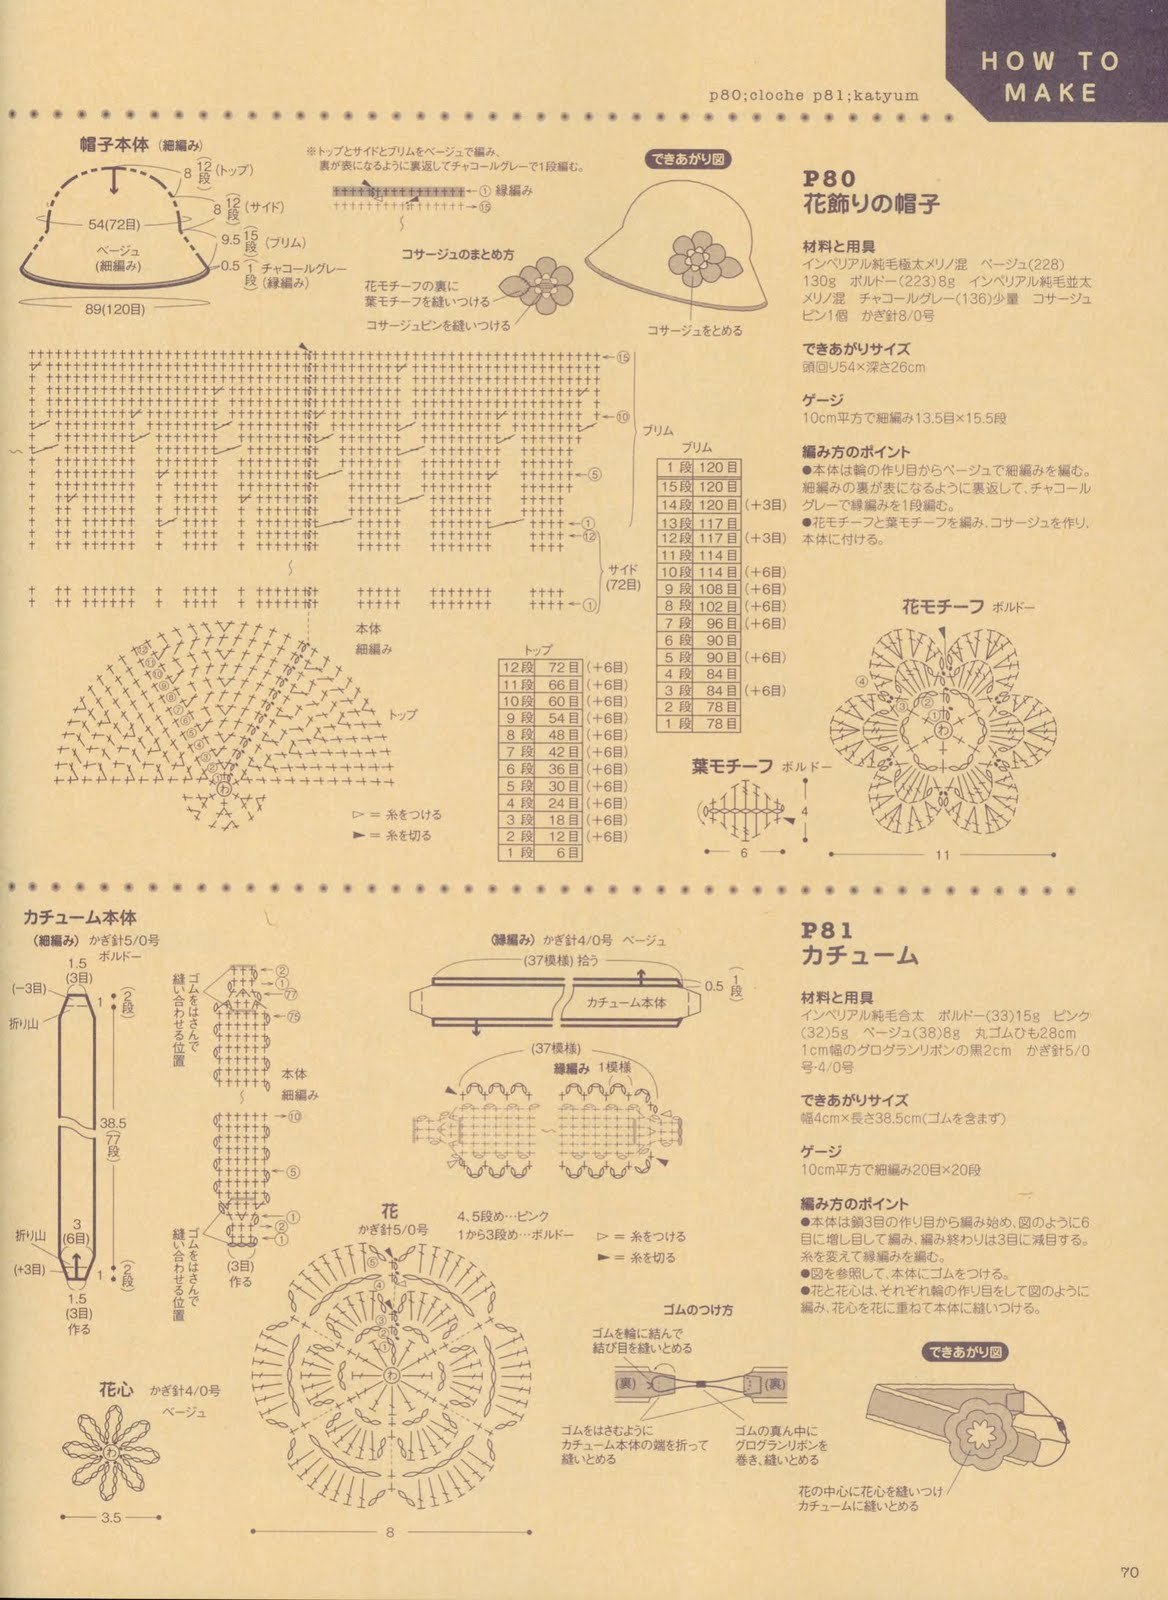 HOW TO
MAKE
p80;cloche p81;katyum
帽子本体(細編み)
8 12段(トップ)
8 12段(サイド)
9.5 15段(ブリム)
0.5 1段 チャコールグレー
(縁編み)
54(72目)
ベージュ
(細編み)
89(120目)
※トップとサイドとブリムをベージュで編み、
裏が表になるように裏返してチャコールグレーで1段編む。
① 縁編み
⑮
コサージュのまとめ方
花モチーフの裏に
葉モチーフを縫いつける
コサージュピンを縫いつける
できあがり図
コサージュをとめる
P80
花飾りの帽子
材料と用具
インペリアル純毛極太メリノ混 ベージュ(228)
130g ボルドー(223)8g インペリアル純毛並太
メリノ混 チャコールグレー(136)少量 コサージュ
ピン1個 かぎ針8/0号
できあがりサイズ
頭回り54×深さ26cm
ゲージ
10cm平方で細編み13.5目×15.5段
編み方のポイント
●本体は輪の作り目からベージュで細編みを編む。
細編みの裏が表になるように裏返して、チャコール
グレーで縁編みを1段編む。
●花モチーフと葉モチーフを編み、コサージュを作り、
本体に付ける。
⑮
⑩
⑤
①
⑫
①
ブリム
サイド
(72目)
本体
細編み
トップ
わ
▷ = 糸をつける
▶ = 糸を切る
ブリム
1段 120目
15段 120目
14段 120目 (+3目)
13段 117目
12段 117目 (+3目)
11段 114目
10段 114目 (+6目)
9段 108目 (+6目)
8段 102目 (+6目)
7段 96目 (+6目)
6段 90目
5段 90目 (+6目)
4段 84目
3段 84目 (+6目)
2段 78目
1段 78目
トップ
12段 72目 (+6目)
11段 66目 (+6目)
10段 60目 (+6目)
9段 54目 (+6目)
8段 48目 (+6目)
7段 42目 (+6目)
6段 36目 (+6目)
5段 30目 (+6目)
4段 24目 (+6目)
3段 18目 (+6目)
2段 12目 (+6目)
1段 6目
花モチーフ ボルドー
④
③
②
①
わ
11
葉モチーフ ボルドー
4
6
カチューム本体
(細編み) かぎ針5/0号
ボルドー
1.5
(3目)
(−3目)
1 2段
折り山
38.5
77段
3
(6目)
折り山
(+3目)
1 2段
1.5
(3目)
作る
ゴムをはさんで
縫い合わせる位置
②
①
77
75
本体
細編み
⑩
⑤
①
②
①
(3目)
作る
ゴムをはさんで
縫い合わせる位置
(縁編み) かぎ針4/0号 ベージュ
(37模様)拾う
カチューム本体
0.5 1段
(37模様)
縁編み 1模様
花
かぎ針5/0号
4、5段め…ピンク
1から3段め…ボルドー
⑤
④
③
②
①
わ
8
▷ = 糸をつける
▶ = 糸を切る
花心 かぎ針4/0号
ベージュ
わ
3.5
ゴムのつけ方
ゴムを輪に結んで
結び目を縫いとめる
(裏)
(裏)
ゴムをはさむように
カチューム本体の端を折って
縫いとめる
ゴムの真ん中に
グログランリボンを
巻き、縫いとめる
P81
カチューム
材料と用具
インペリアル純毛合太 ボルドー(33)15g ピンク
(32)5g ベージュ(38)8g 丸ゴムひも28cm
1cm幅のグログランリボンの黒2cm かぎ針5/0
号・4/0号
できあがりサイズ
幅4cm×長さ38.5cm(ゴムを含まず)
ゲージ
10cm平方で細編み20目×20段
編み方のポイント
●本体は鎖3目の作り目から編み始め、図のように6
目に増し目して編み、編み終わりは3目に減目する。
糸を変えて縁編みを編む。
●図を参照して、本体にゴムをつける。
●花と花心は、それぞれ輪の作り目をして図のように
編み、花心を花に重ねて本体に縫いつける。
できあがり図
花の中心に花心を縫いつけ
カチュームに縫いとめる
70